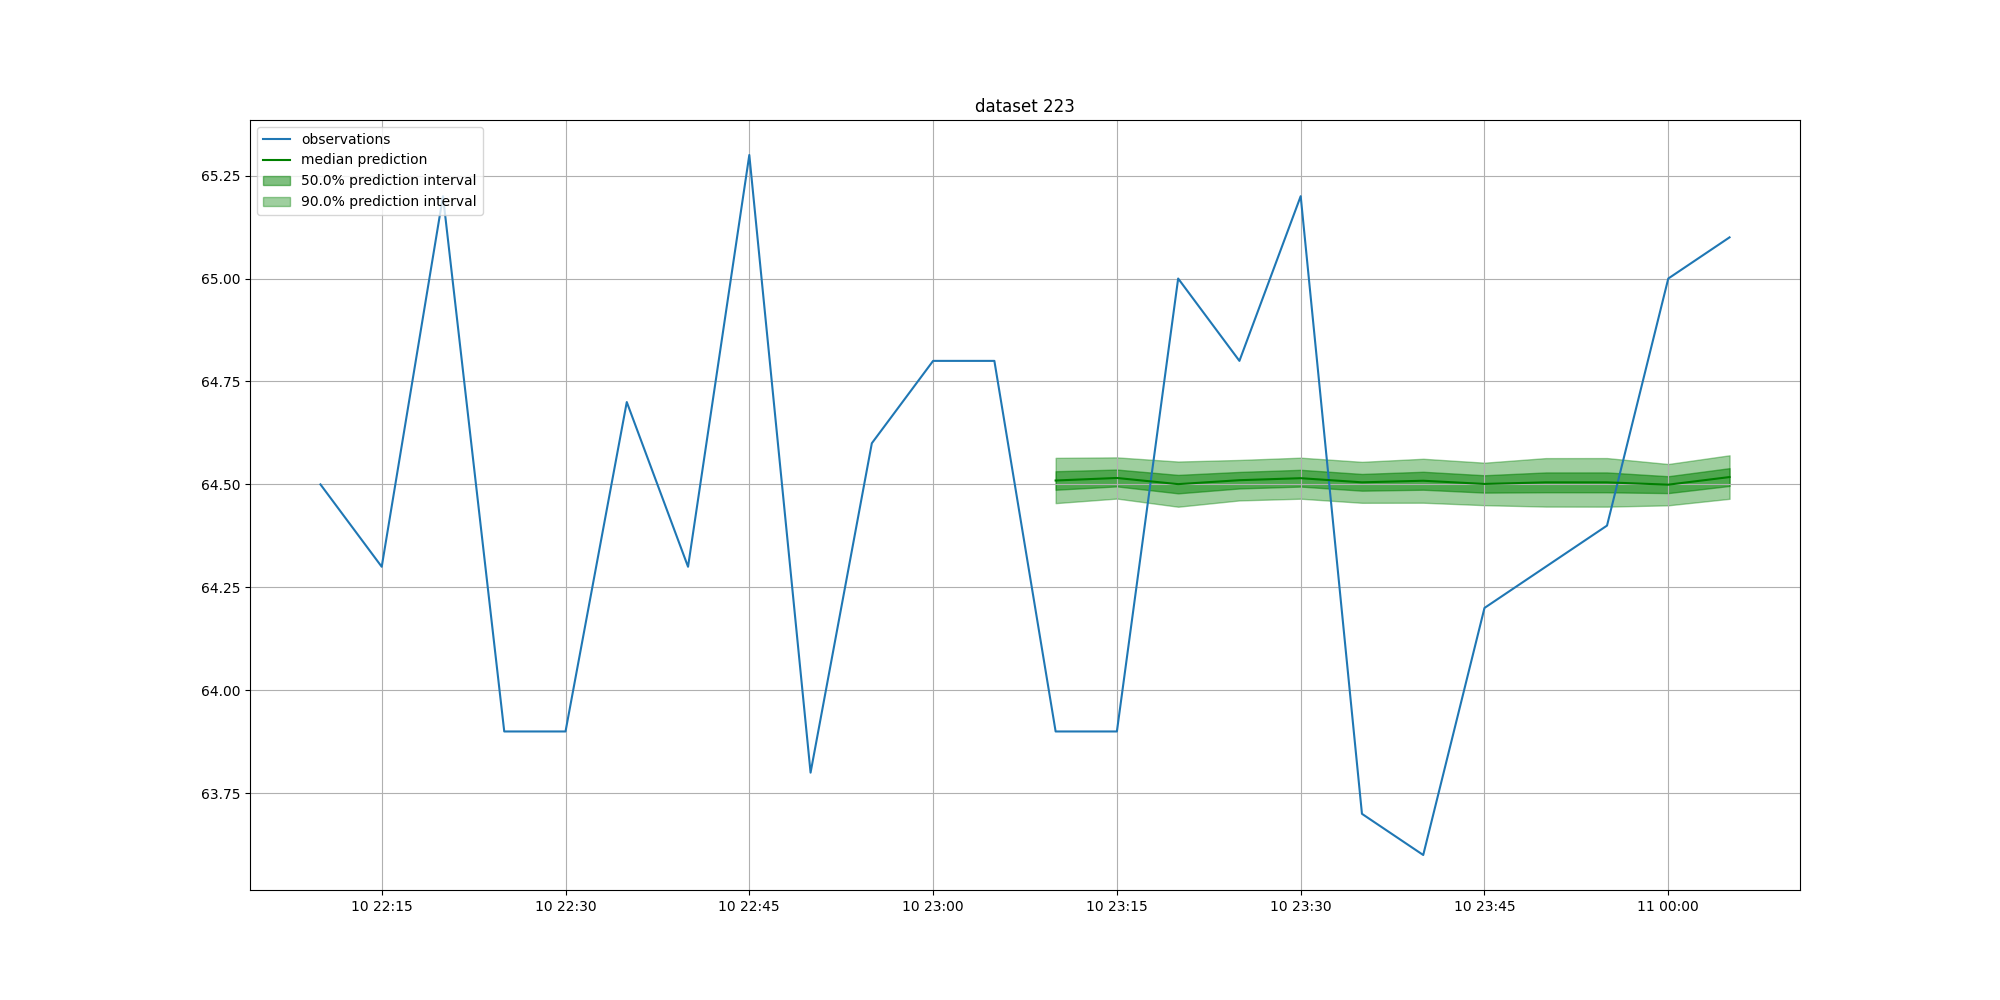 dataset 223
observations
median prediction
50.0% prediction interval
90.0% prediction interval
65.25
65.00
64.75
64.50
64.25
64.00
63.75
10 22:15 10 22:30 10 22:45 10 23:00 10 23:15 10 23:30 10 23:45 11 00:00